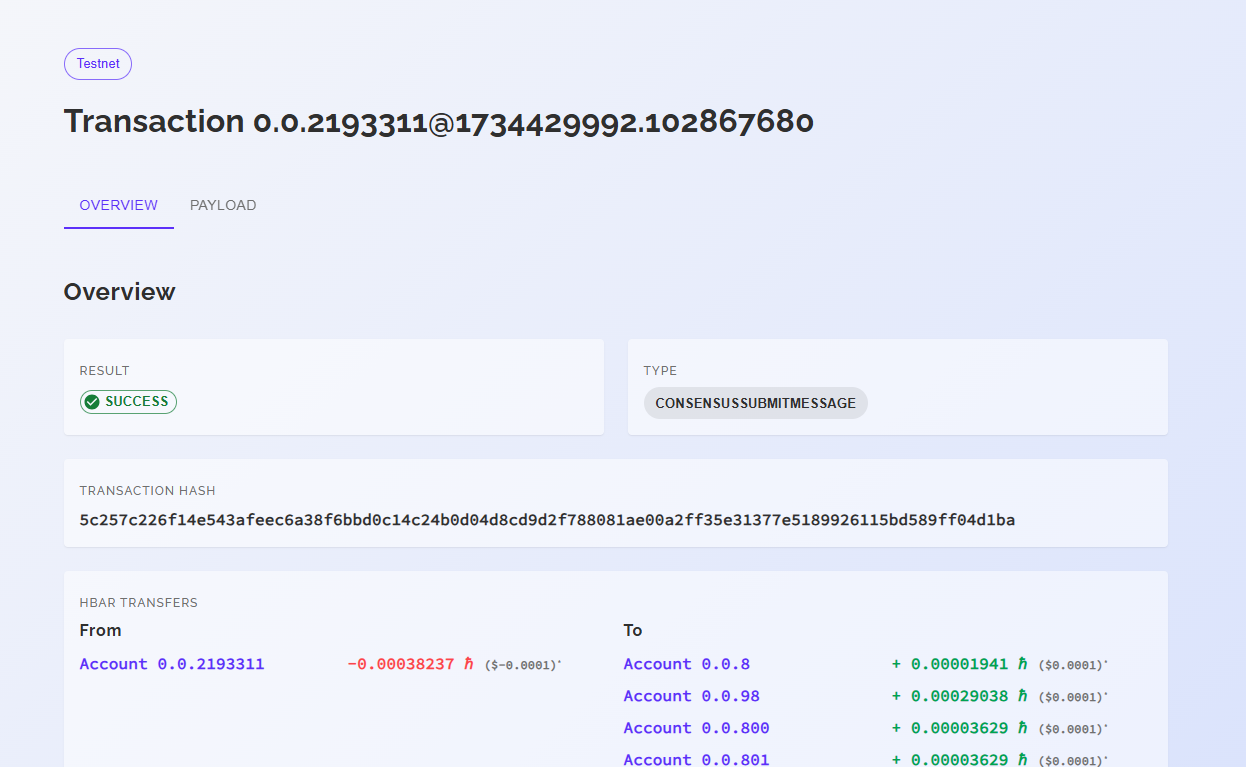 Testnet
Transaction 0.0.2193311@1734429992.102867680
OVERVIEW PAYLOAD
Overview
RESULT
SUCCESS
TYPE
CONSENSUSSUBMITMESSAGE
TRANSACTION HASH
5c257c226f14e543afeec6a38f6bbd0c14c24b0d04d8cd9d2f788081ae00a2ff35e31377e5189926115bd589ff04d1ba
HBAR TRANSFERS
From
Account 0.0.2193311 -0.00038237 ℏ ($-0.0001)*
To
Account 0.0.8 + 0.00001941 ℏ ($0.0001)*
Account 0.0.98 + 0.00029038 ℏ ($0.0001)*
Account 0.0.800 + 0.00003629 ℏ ($0.0001)*
Account 0.0.801 + 0.00003629 ℏ ($0.0001)*